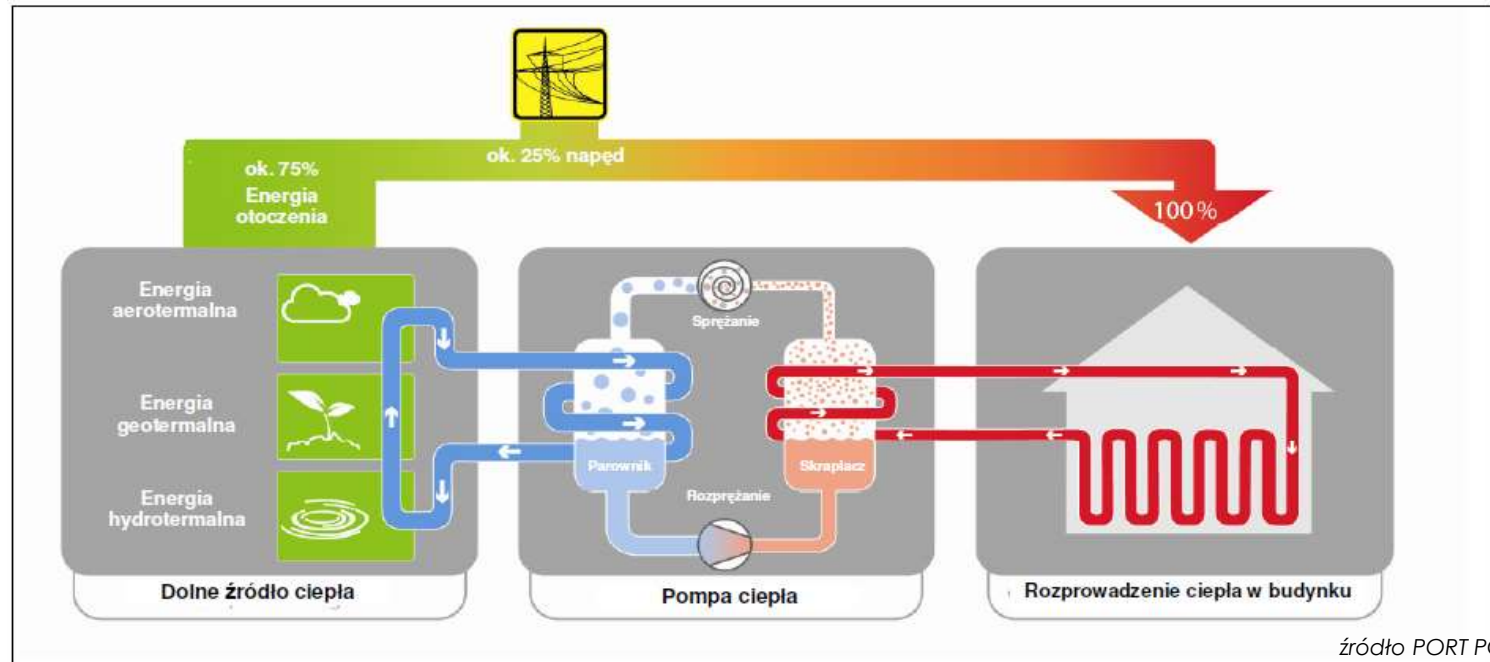 ok. 25% napęd
ok. 75%
Energia
otoczenia
100%
Energia
aerotermalna
Energia
geotermalna
Energia
hydrotermalna
Sprężanie
Parownik
Skraplacz
Rozprężanie
Dolne źródło ciepła
Pompa ciepła
Rozprowadzenie ciepła w budynku
źródło PORT